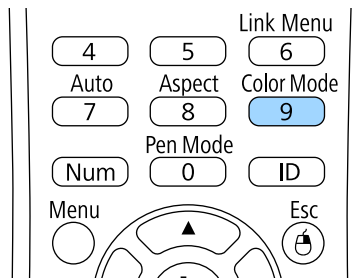 Link Menu
4 5 6
Auto Aspect Color Mode
7 8 9
Pen Mode
Num 0 ID
Menu Esc